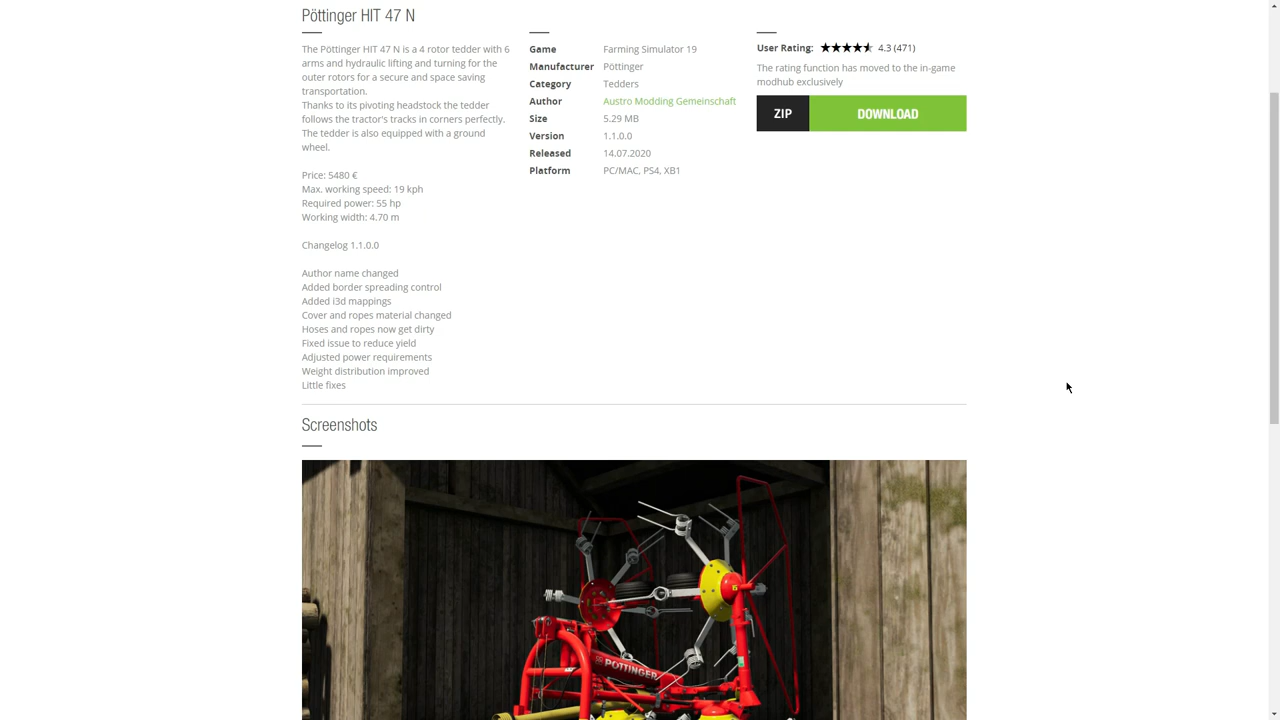 Pöttinger HIT 47 N
The Pöttinger HIT 47 N is a 4 rotor tedder with 6
arms and hydraulic lifting and turning for the
outer rotors for a secure and space saving
transportation.
Thanks to its pivoting headstock the tedder
follows the tractor's tracks in corners perfectly.
The tedder is also equipped with a ground
wheel.
Price: 5480 €
Max. working speed: 19 kph
Required power: 55 hp
Working width: 4.70 m
Changelog 1.1.0.0
Author name changed
Added border spreading control
Added i3d mappings
Cover and ropes material changed
Hoses and ropes now get dirty
Fixed issue to reduce yield
Adjusted power requirements
Weight distribution improved
Little fixes
Game Farming Simulator 19
Manufacturer Pöttinger
Category Tedders
Author Austro Modding Gemeinschaft
Size 5.29 MB
Version 1.1.0.0
Released 14.07.2020
Platform PC/MAC, PS4, XB1
User Rating: 4.3 (471)
The rating function has moved to the in-game
modhub exclusively
ZIP DOWNLOAD
Screenshots
PÖTTINGER